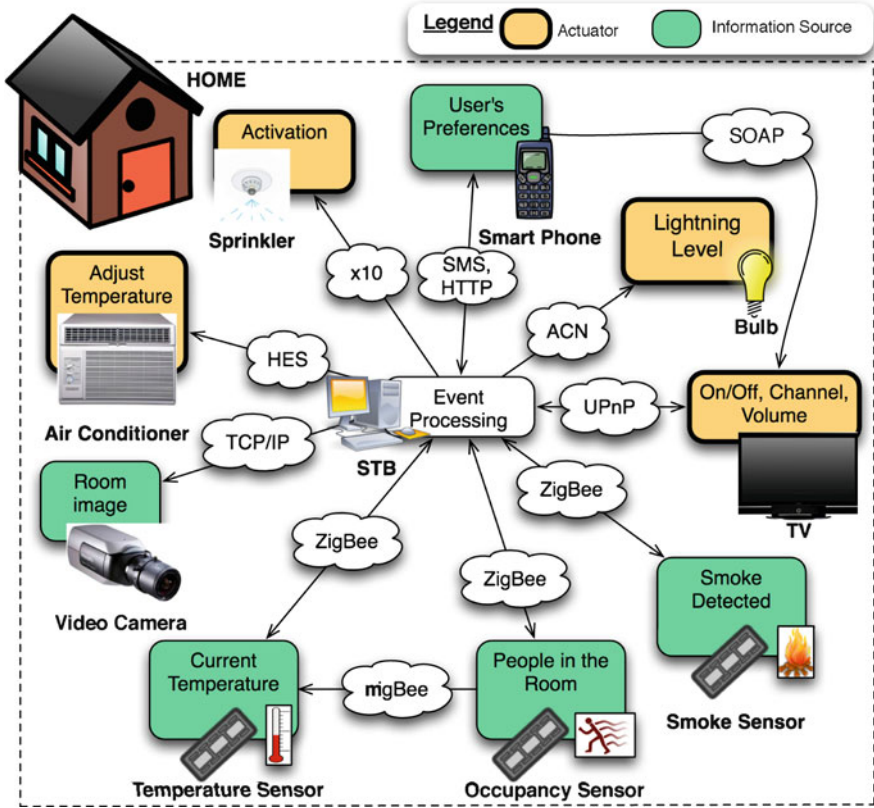 Legend
Actuator
Information Source
HOME
Activation
Sprinkler
User's
Preferences
Smart Phone
SOAP
Lightning
Level
Bulb
Adjust
Temperature
Air Conditioner
x10
SMS,
HTTP
ACN
HES
Event
Processing
STB
UPnP
On/Off, Channel,
Volume
TV
TCP/IP
Room
image
Video Camera
ZigBee
ZigBee
ZigBee
Smoke
Detected
Smoke Sensor
Current
Temperature
Temperature Sensor
migBee
People in the
Room
Occupancy Sensor